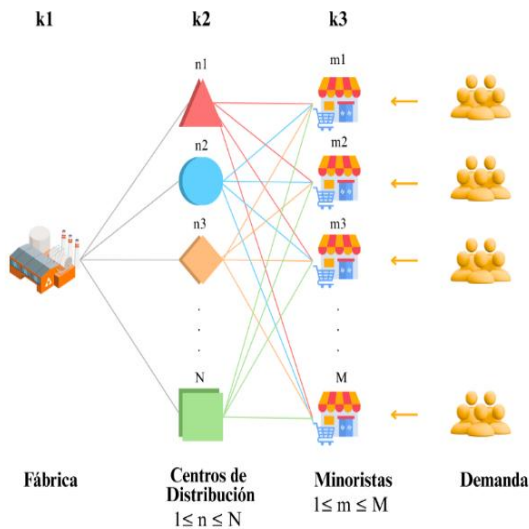 k1 k2 k3
n1 m1
n2 m2
n3 m3
. .
. .
. .
N M
Fábrica Centros de Distribución Minoristas Demanda
1≤ n ≤ N 1≤ m ≤ M